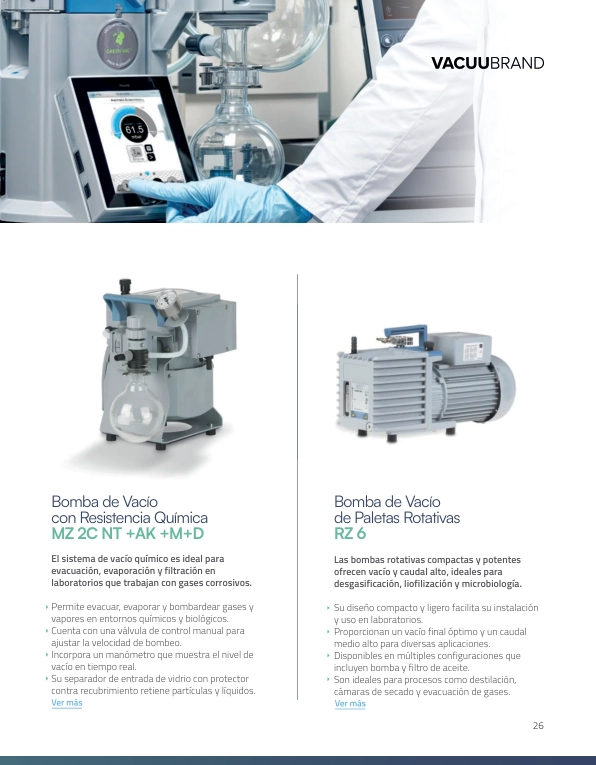 GREEN VAC
61.5
mbar
VACUUBRAND
Bomba de Vacío
con Resistencia Química
MZ 2C NT +AK +M+D
El sistema de vacío químico es ideal para
evacuación, evaporación y filtración en
laboratorios que trabajan con gases corrosivos.
Permite evacuar, evaporar y bombardear gases y
vapores en entornos químicos y biológicos.
Cuenta con una válvula de control manual para
ajustar la velocidad de bombeo.
Incorpora un manómetro que muestra el nivel de
vacío en tiempo real.
Su separador de entrada de vidrio con protector
contra recubrimiento retiene partículas y líquidos.
Ver más
Bomba de Vacío
de Paletas Rotativas
RZ 6
Las bombas rotativas compactas y potentes
ofrecen vacío y caudal alto, ideales para
desgasificación, liofilización y microbiología.
Su diseño compacto y ligero facilita su instalación
y uso en laboratorios.
Proporcionan un vacío final óptimo y un caudal
medio alto para diversas aplicaciones.
Disponibles en múltiples configuraciones que
incluyen bomba y filtro de aceite.
Son ideales para procesos como destilación,
cámaras de secado y evacuación de gases.
Ver más
26